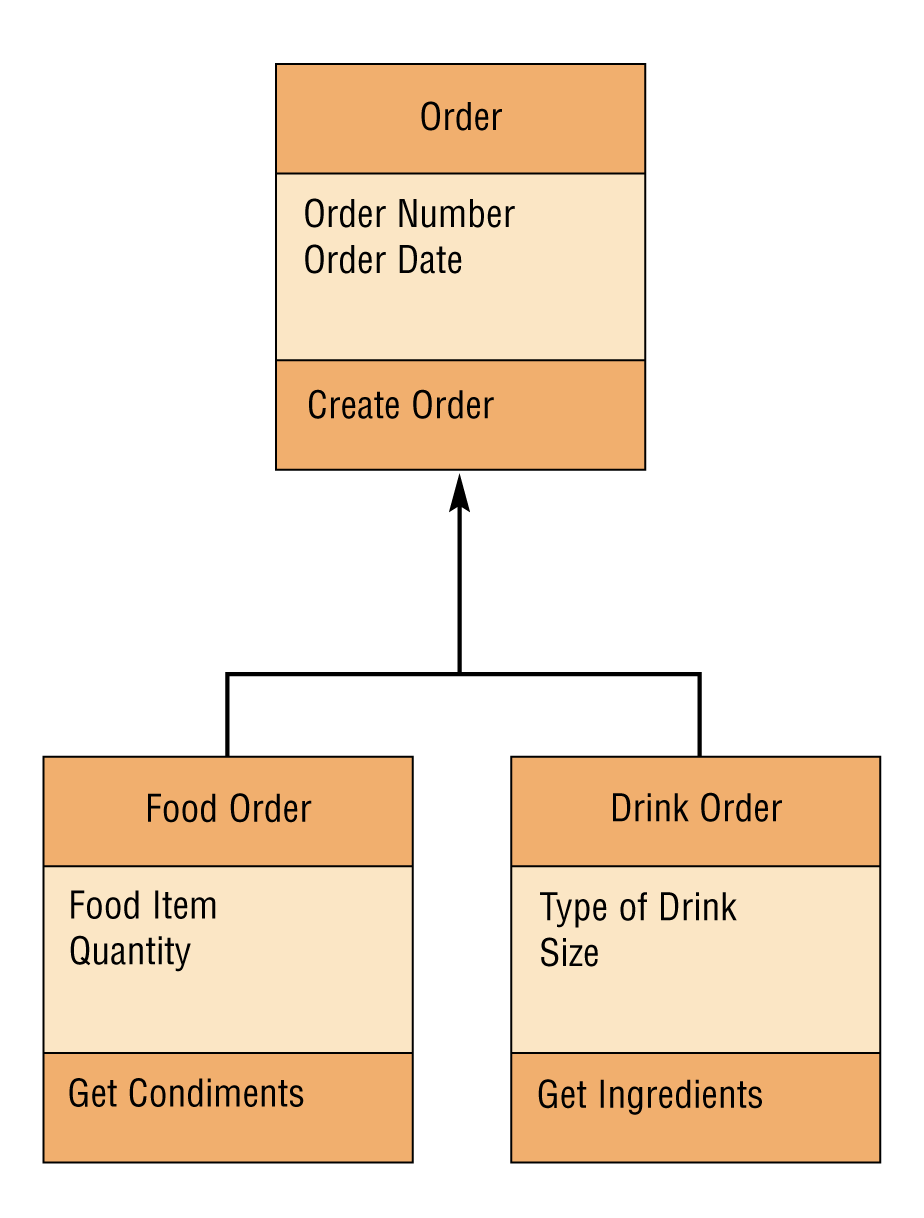 Order
Order Number
Order Date
Create Order
Food Order
Food Item
Quantity
Get Condiments
Drink Order
Type of Drink
Size
Get Ingredients